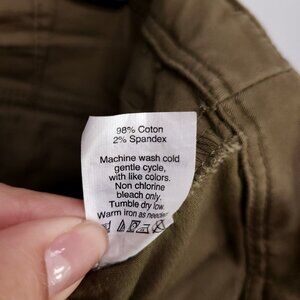 98% Coton
2% Spandex
Machine wash cold
gentle cycle,
with like colors.
Non chlorine
bleach only.
Tumble dry low.
Warm iron as needed